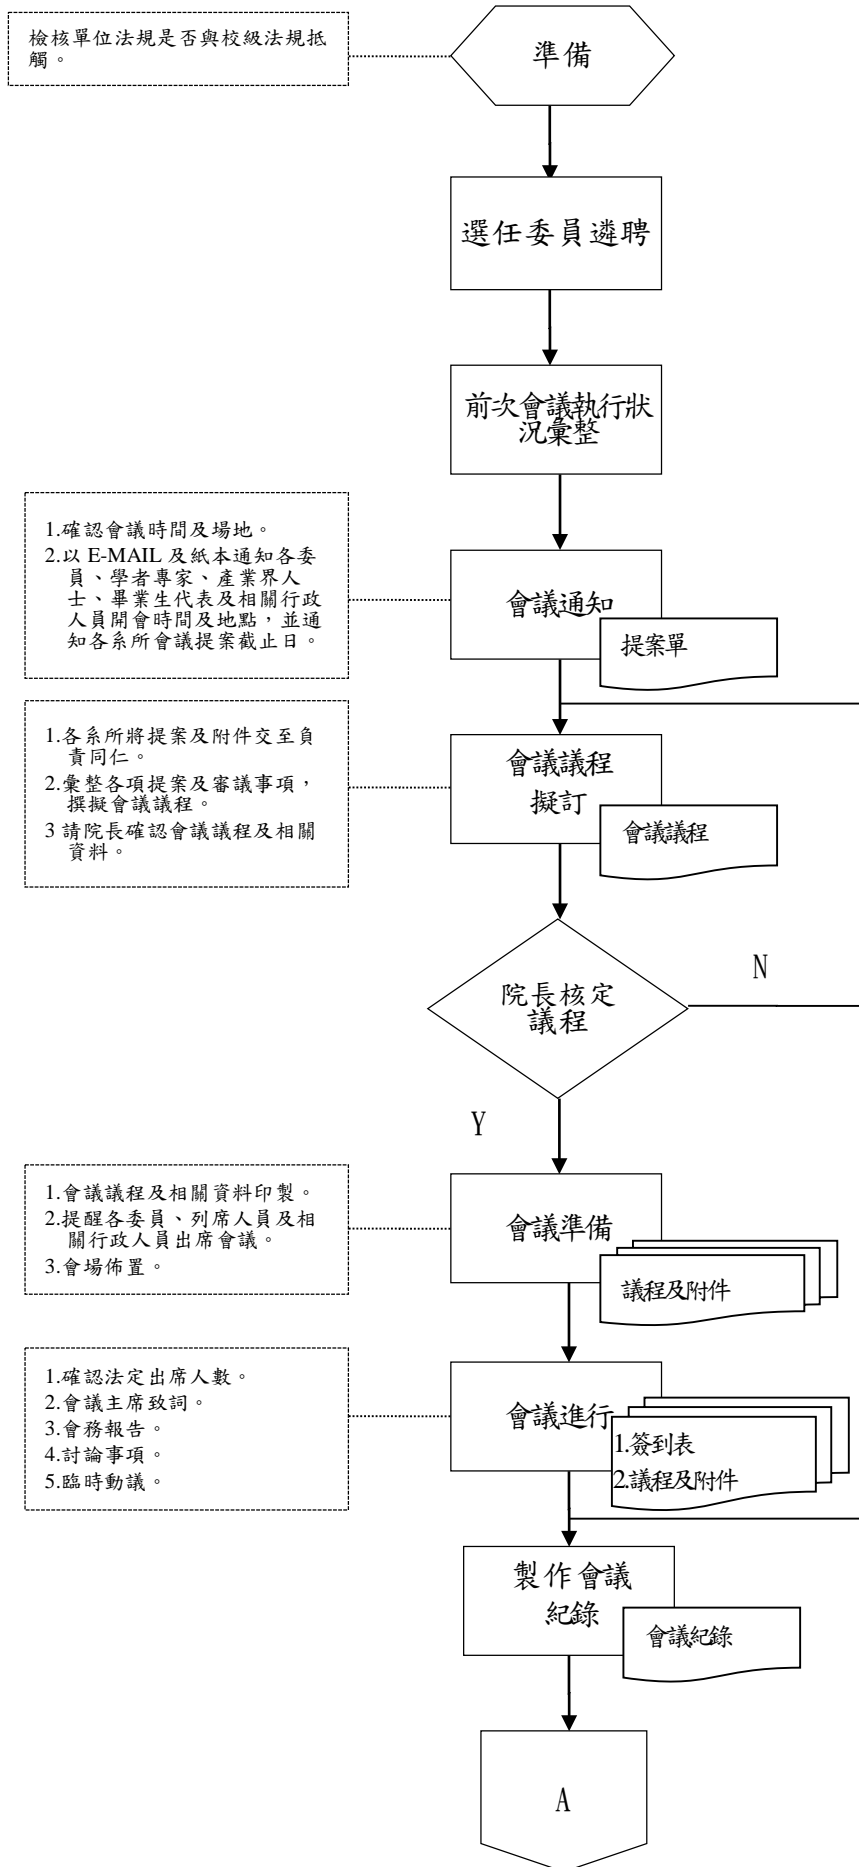 檢核單位法規是否與校級法規抵
觸。
準備
選任委員遴聘
前次會議執行狀
況彙整
1.確認會議時間及場地。
2.以 E-MAIL 及紙本通知各委
員、學者專家、產業界人
士、畢業生代表及相關行政
人員開會時間及地點，並通
知各系所會議提案截止日。
會議通知
提案單
1.各系所將提案及附件交至負
責同仁。
2.彙整各項提案及審議事項，
撰擬會議議程。
3 請院長確認會議議程及相關
資料。
會議議程
擬訂
會議議程
院長核定
議程
N
Y
1.會議議程及相關資料印製。
2.提醒各委員、列席人員及相
關行政人員出席會議。
3.會場佈置。
會議準備
議程及附件
1.確認法定出席人數。
2.會議主席致詞。
3.會務報告。
4.討論事項。
5.臨時動議。
會議進行
1.簽到表
2.議程及附件
製作會議
紀錄
會議紀錄
A